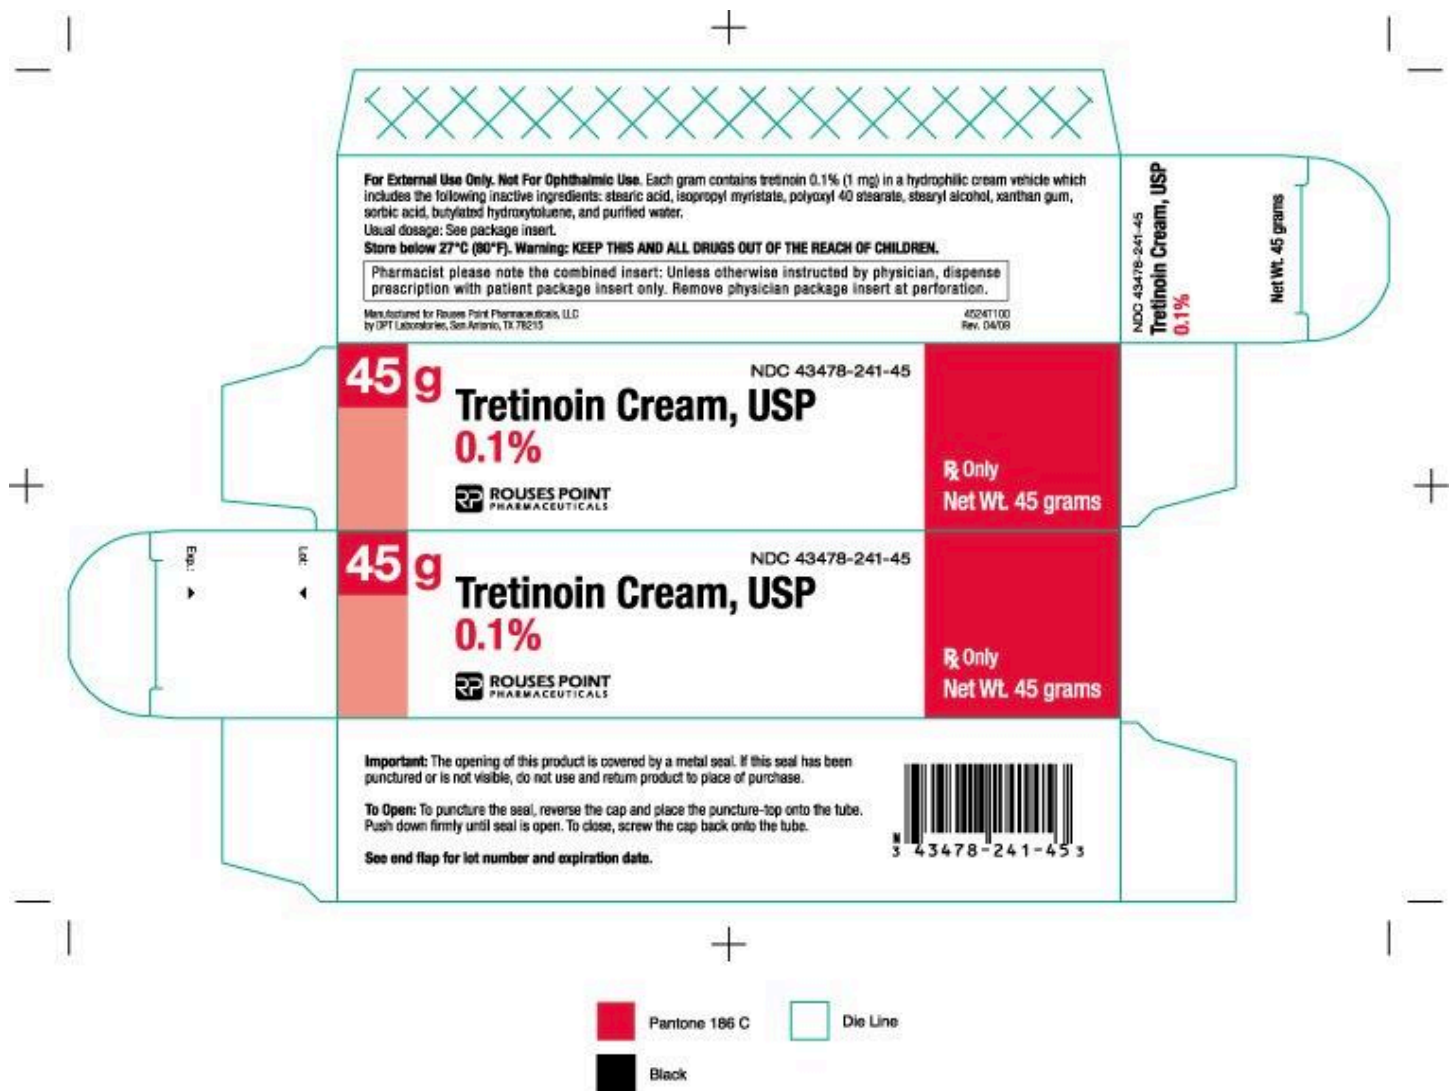 For External Use Only. Not For Ophthalmic Use. Each gram contains tretinoin 0.1% (1 mg) in a hydrophilic cream vehicle which
includes the following inactive ingredients: stearic acid, isopropyl myristate, polyoxyl 40 stearate, stearyl alcohol, xanthan gum,
sorbic acid, butylated hydroxytoluene, and purified water.
Usual dosage: See package insert.
Store below 27°C (80°F). Warning: KEEP THIS AND ALL DRUGS OUT OF THE REACH OF CHILDREN.
Pharmacist please note the combined insert: Unless otherwise instructed by physician, dispense
prescription with patient package insert only. Remove physician package insert at perforation.
Manufactured for Rouses Point Pharmaceuticals, LLC
by DPT Laboratories, San Antonio, TX 78215
4524T100
Rev. 04/09
NDC 43478-241-45
Tretinoin Cream, USP
0.1%
Net Wt. 45 grams
45 g
NDC 43478-241-45
Tretinoin Cream, USP
0.1%
RP ROUSES POINT
PHARMACEUTICALS
℞ Only
Net Wt. 45 grams
Exp.:
Lot:
45 g
NDC 43478-241-45
Tretinoin Cream, USP
0.1%
RP ROUSES POINT
PHARMACEUTICALS
℞ Only
Net Wt. 45 grams
Important: The opening of this product is covered by a metal seal. If this seal has been
punctured or is not visible, do not use and return product to place of purchase.
To Open: To puncture the seal, reverse the cap and place the puncture-top onto the tube.
Push down firmly until seal is open. To close, screw the cap back onto the tube.
See end flap for lot number and expiration date.
N
3 43478-241-45 3
Pantone 186 C
Die Line
Black